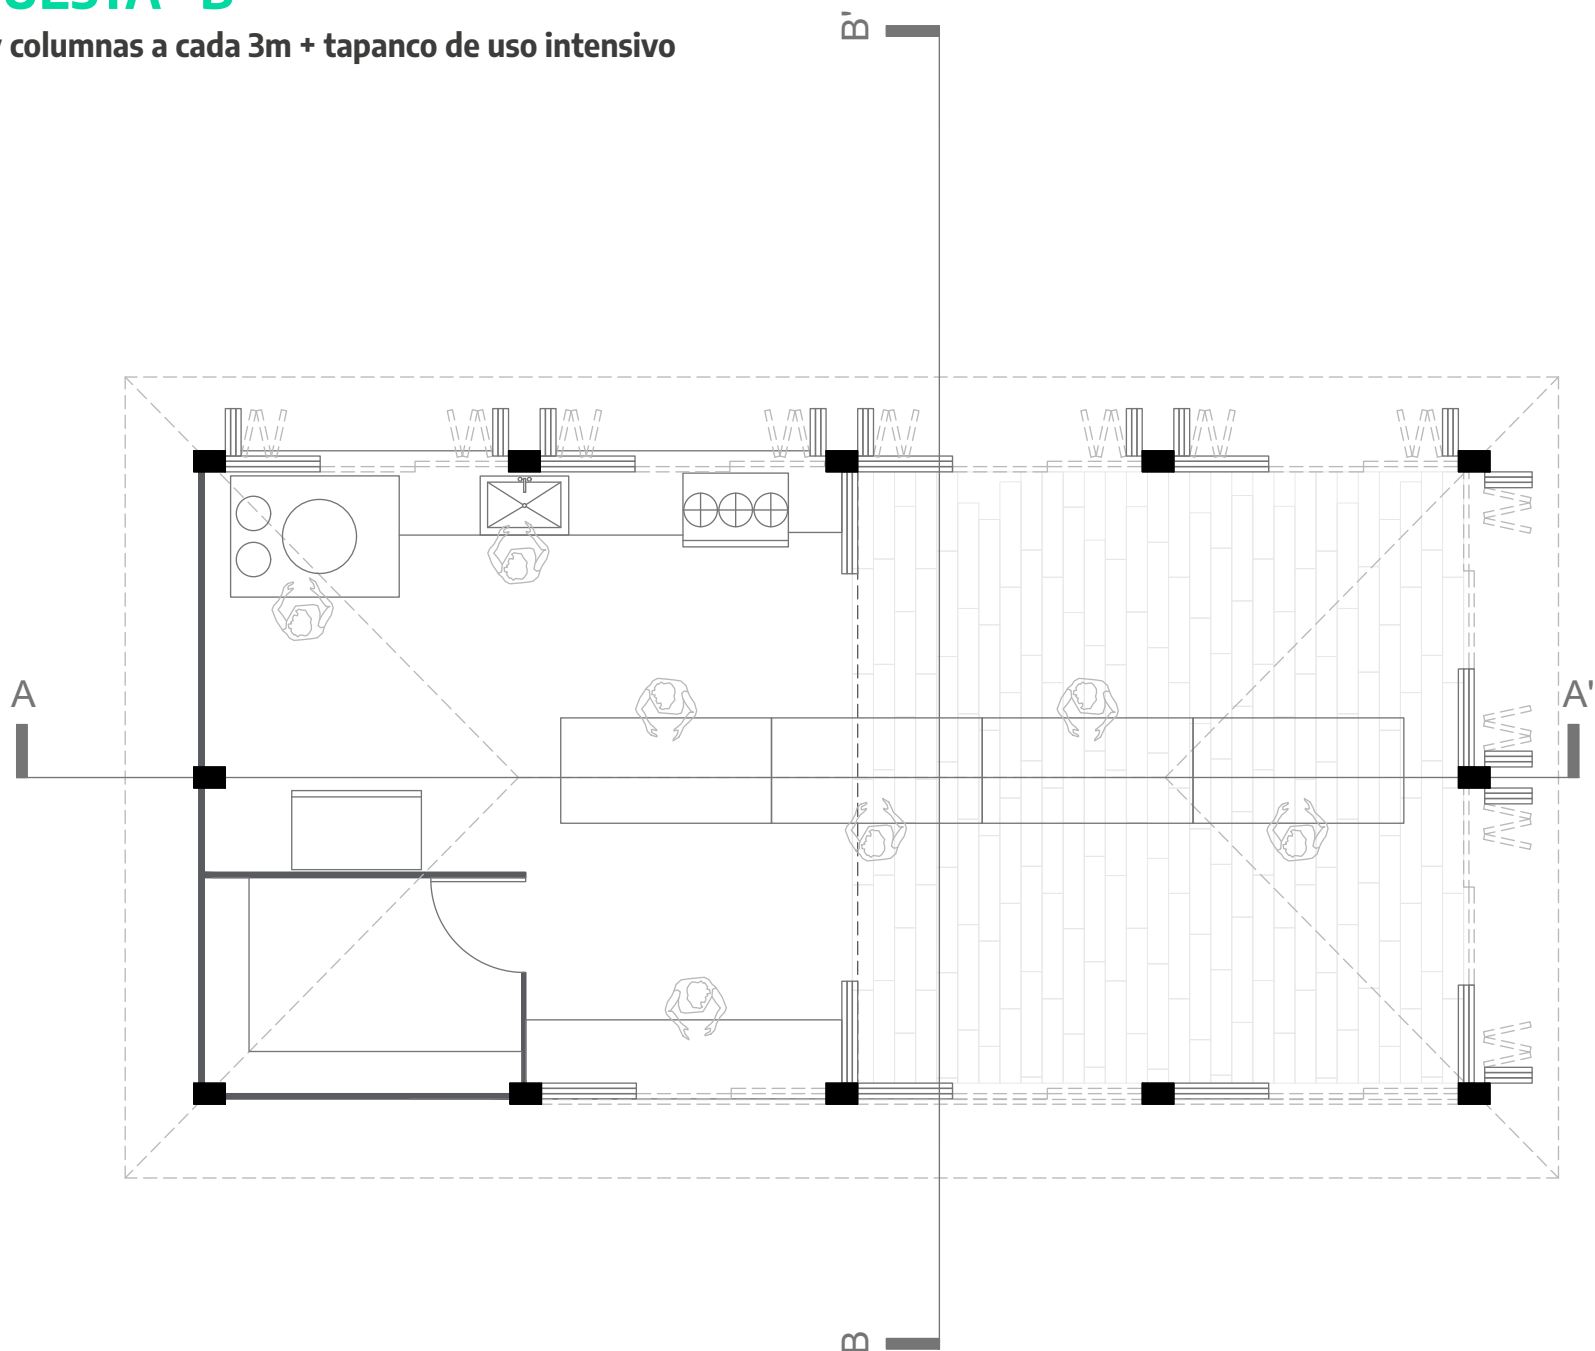 B
columnas a cada 3m + tapanco de uso intensivo
B'
A
A'
B